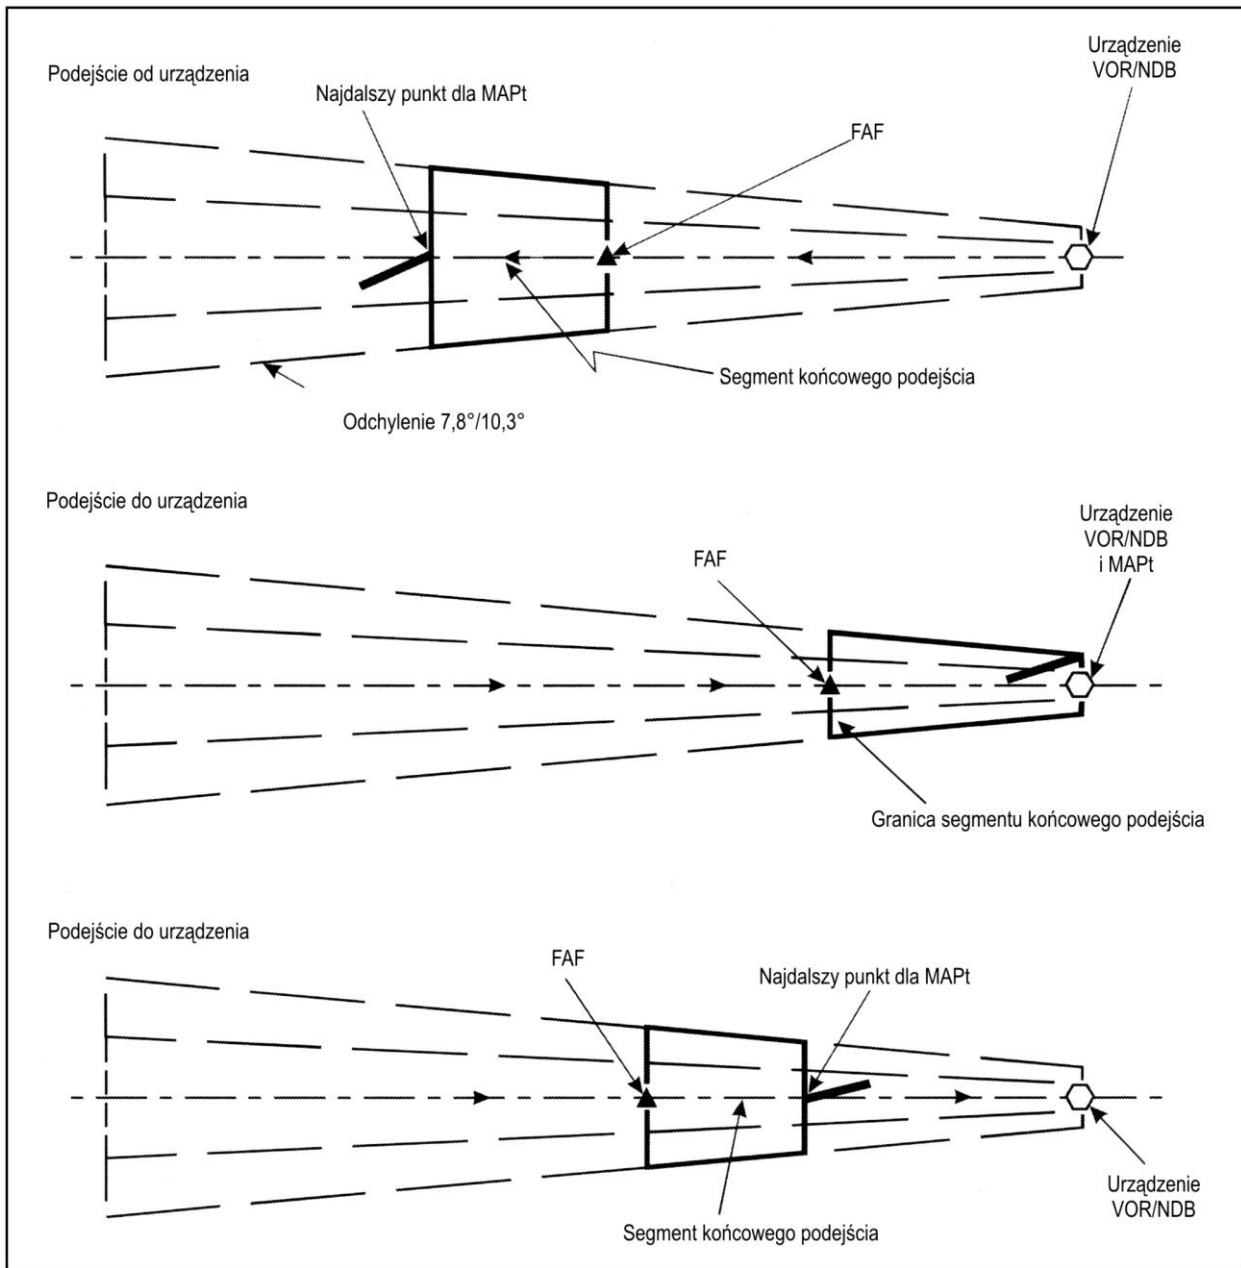 Urządzenie
VOR/NDB
Podejście od urządzenia
Najdalszy punkt dla MAPt
FAF
Segment końcowego podejścia
Odchylenie 7,8°/10,3°
Podejście do urządzenia
Urządzenie
VOR/NDB
i MAPt
FAF
Granica segmentu końcowego podejścia
Podejście do urządzenia
FAF
Najdalszy punkt dla MAPt
Urządzenie
VOR/NDB
Segment końcowego podejścia